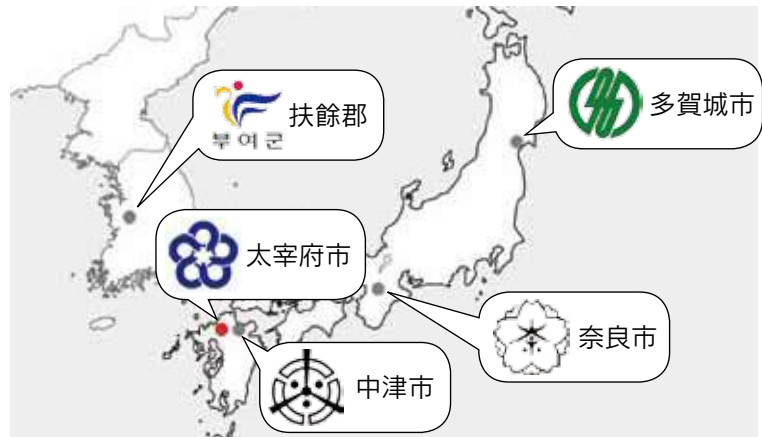 扶餘郡
부여군
多賀城市
太宰府市
奈良市
中津市